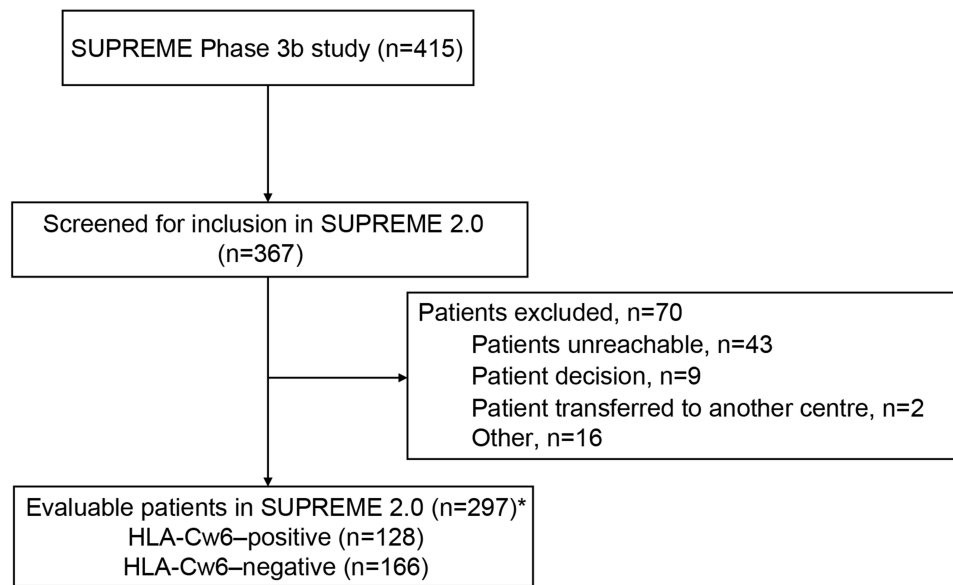 SUPREME Phase 3b study (n=415)
Screened for inclusion in SUPREME 2.0
(n=367)
Patients excluded, n=70
Patients unreachable, n=43
Patient decision, n=9
Patient transferred to another centre, n=2
Other, n=16
Evaluable patients in SUPREME 2.0 (n=297)*
HLA-Cw6–positive (n=128)
HLA-Cw6–negative (n=166)